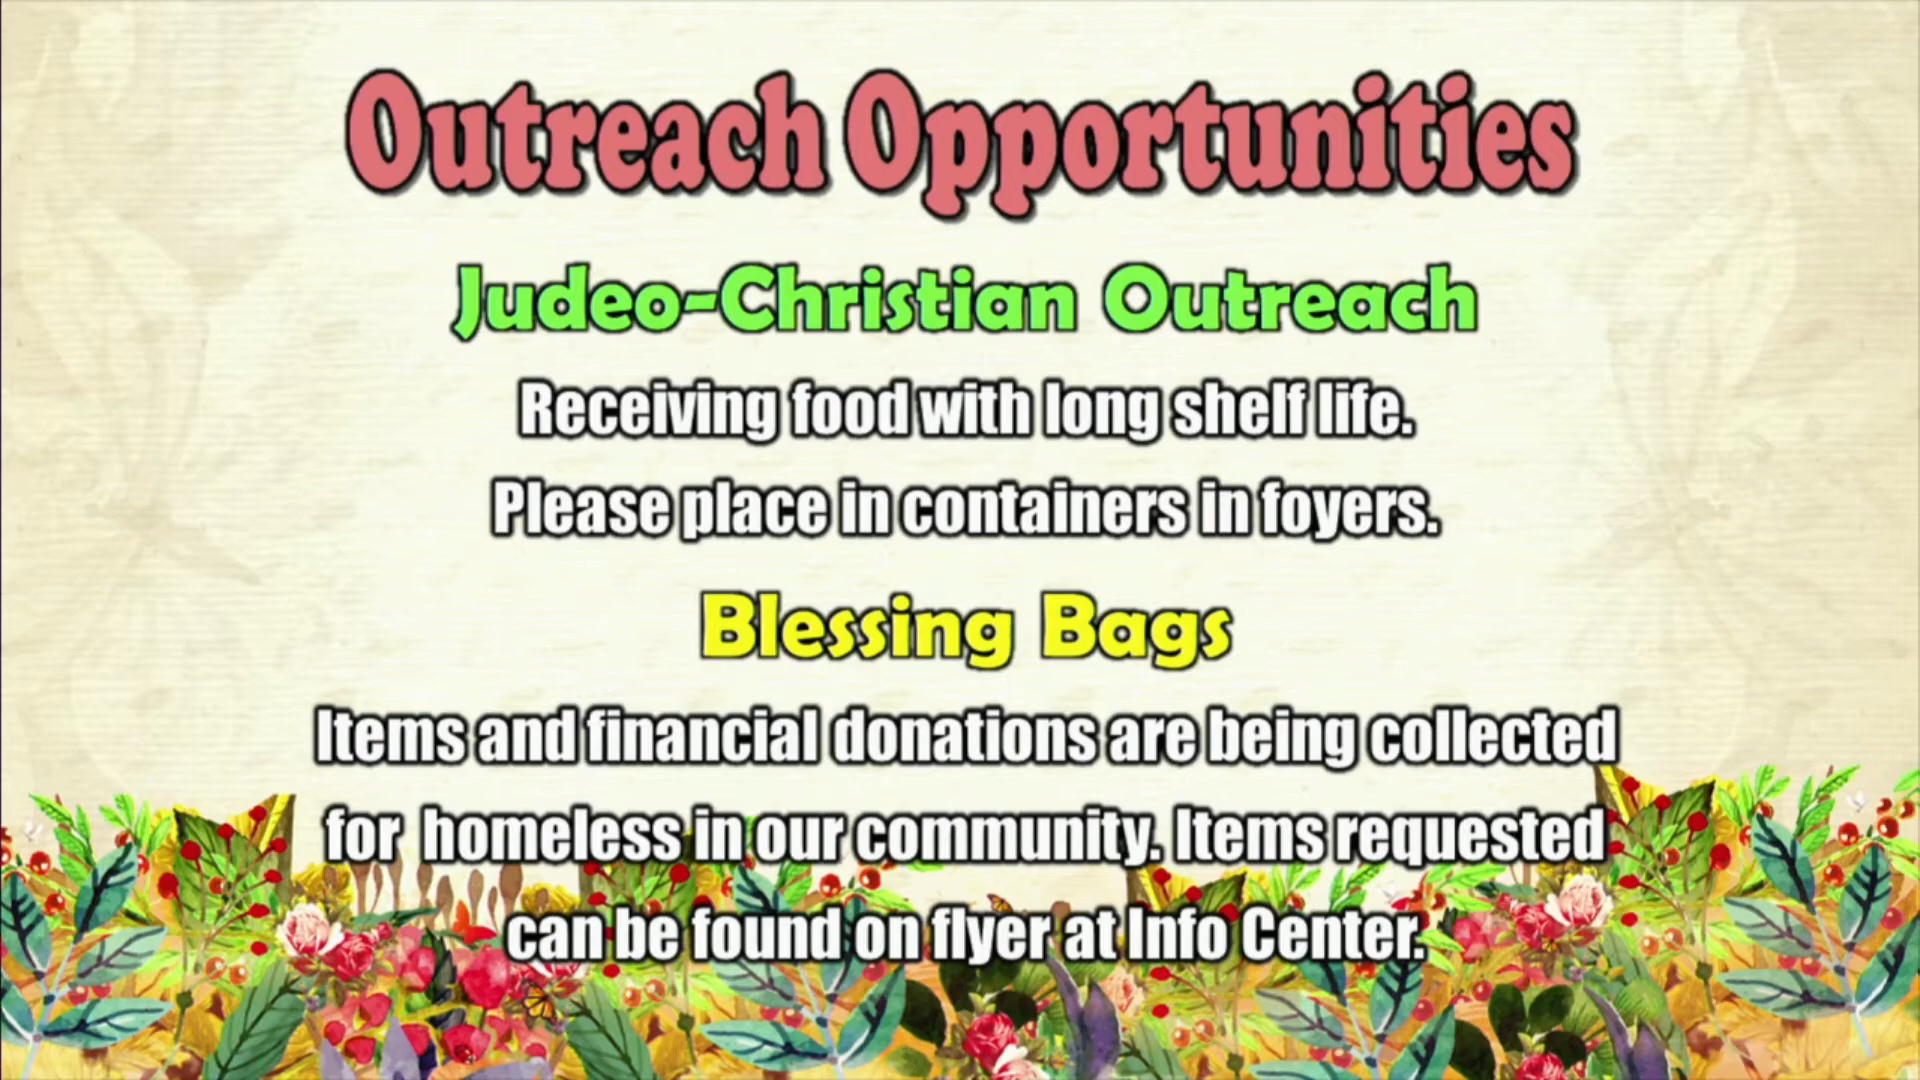 Outreach Opportunities
Judeo-Christian Outreach
Receiving food with long shelf life.
Please place in containers in foyers.
Blessing Bags
Items and financial donations are being collected
for homeless in our community. Items requested
can be found on flyer at Info Center.